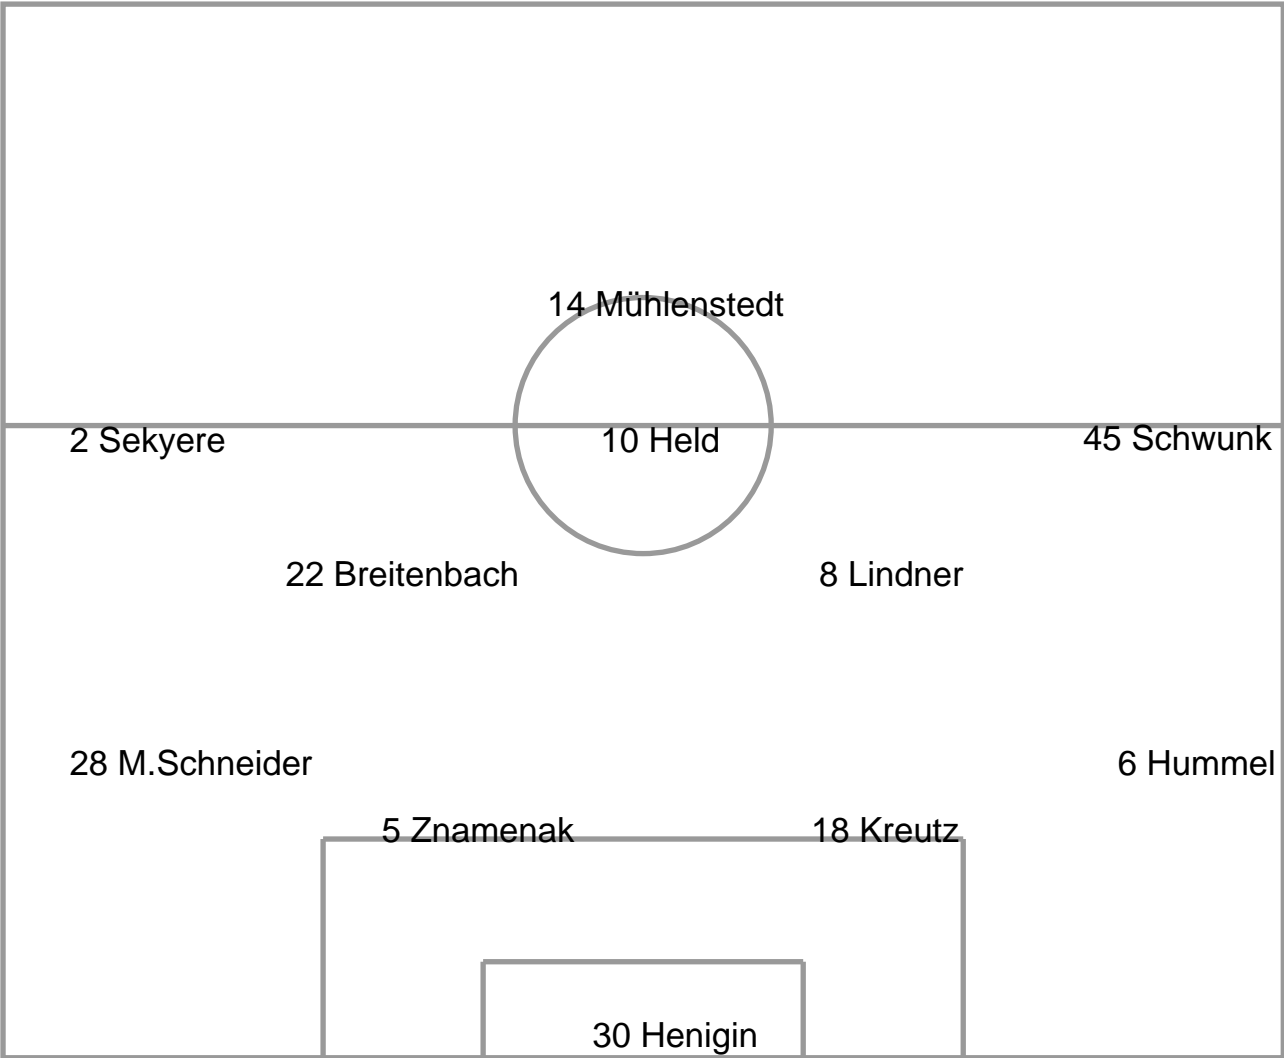 14 Mühlenstedt
2 Sekyere
10 Held
45 Schwunk
22 Breitenbach
8 Lindner
28 M.Schneider
6 Hummel
5 Znamenak
18 Kreutz
30 Henigin